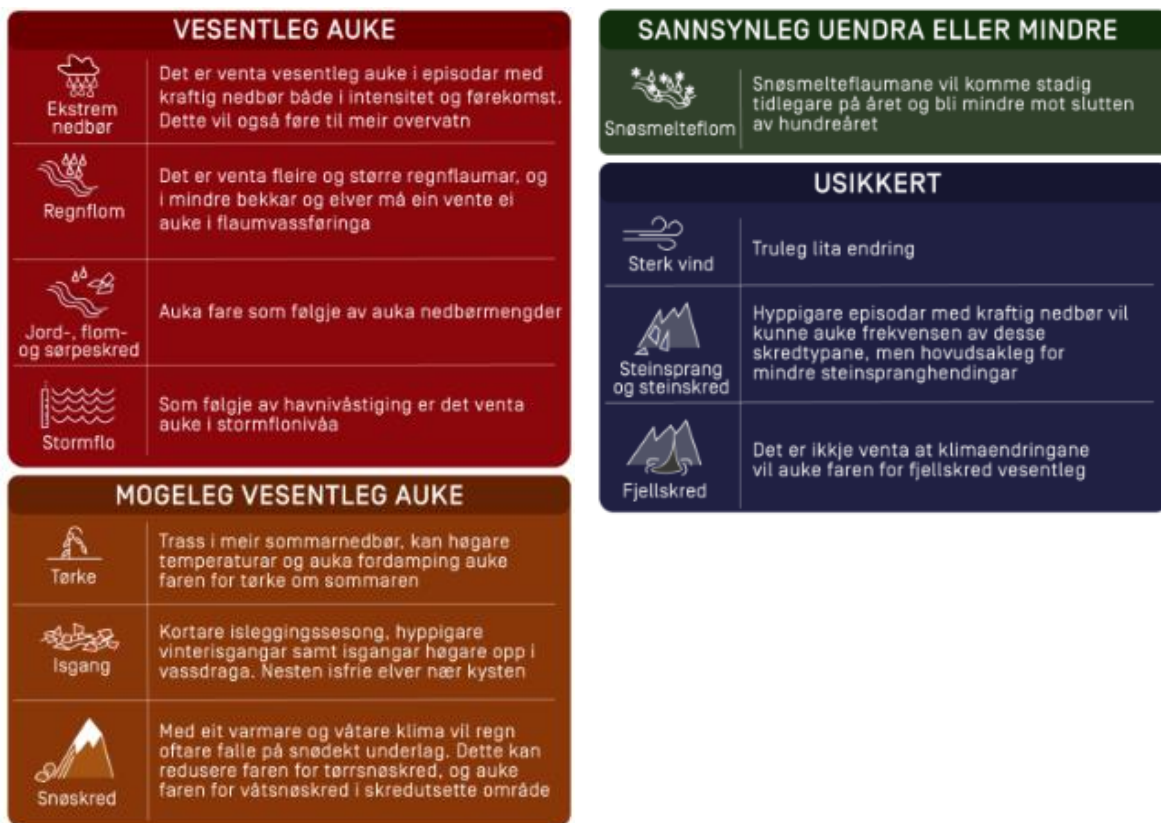 VESENTLEG AUKE
Ekstrem
nedbør
Det er venta vesentleg auke i episodar med
kraftig nedbør både i intensitet og førekomst.
Dette vil også føre til meir overvatn
Regnflom
Det er venta fleire og større regnflaumar, og
i mindre bekkar og elver må ein vente ei
auke i flaumvassføringa
Jord-, flom-
og sørpeskred
Auka fare som følgje av auka nedbørmengder
Stormflo
Som følgje av havnivåstiging er det venta
auke i stormflonivåa
MOGELEG VESENTLEG AUKE
Tørke
Trass i meir sommarnedbør, kan høgare
temperaturar og auka fordamping auke
faren for tørke om sommaren
Isgang
Kortare isleggingssesong, hyppigare
vinterisgangar samt isgangar høgare opp i
vassdraga. Nesten isfrie elver nær kysten
Snøskred
Med eit varmare og våtare klima vil regn
oftare falle på snødekt underlag. Dette kan
redusere faren for tørrsnøskred, og auke
faren for våtsnøskred i skredutsette område
SANNSYNLEG UENDRA ELLER MINDRE
Snøsmelteflom
Snøsmelteflaumane vil komme stadig
tidlegare på året og bli mindre mot slutten
av hundreåret
USIKKERT
Sterk vind
Truleg lita endring
Steinsprang
og steinskred
Hyppigare episodar med kraftig nedbør vil
kunne auke frekvensen av desse
skredtypane, men hovudsakleg for
mindre steinspranghendingar
Fjellskred
Det er ikkje venta at klimaendringane
vil auke faren for fjellskred vesentleg